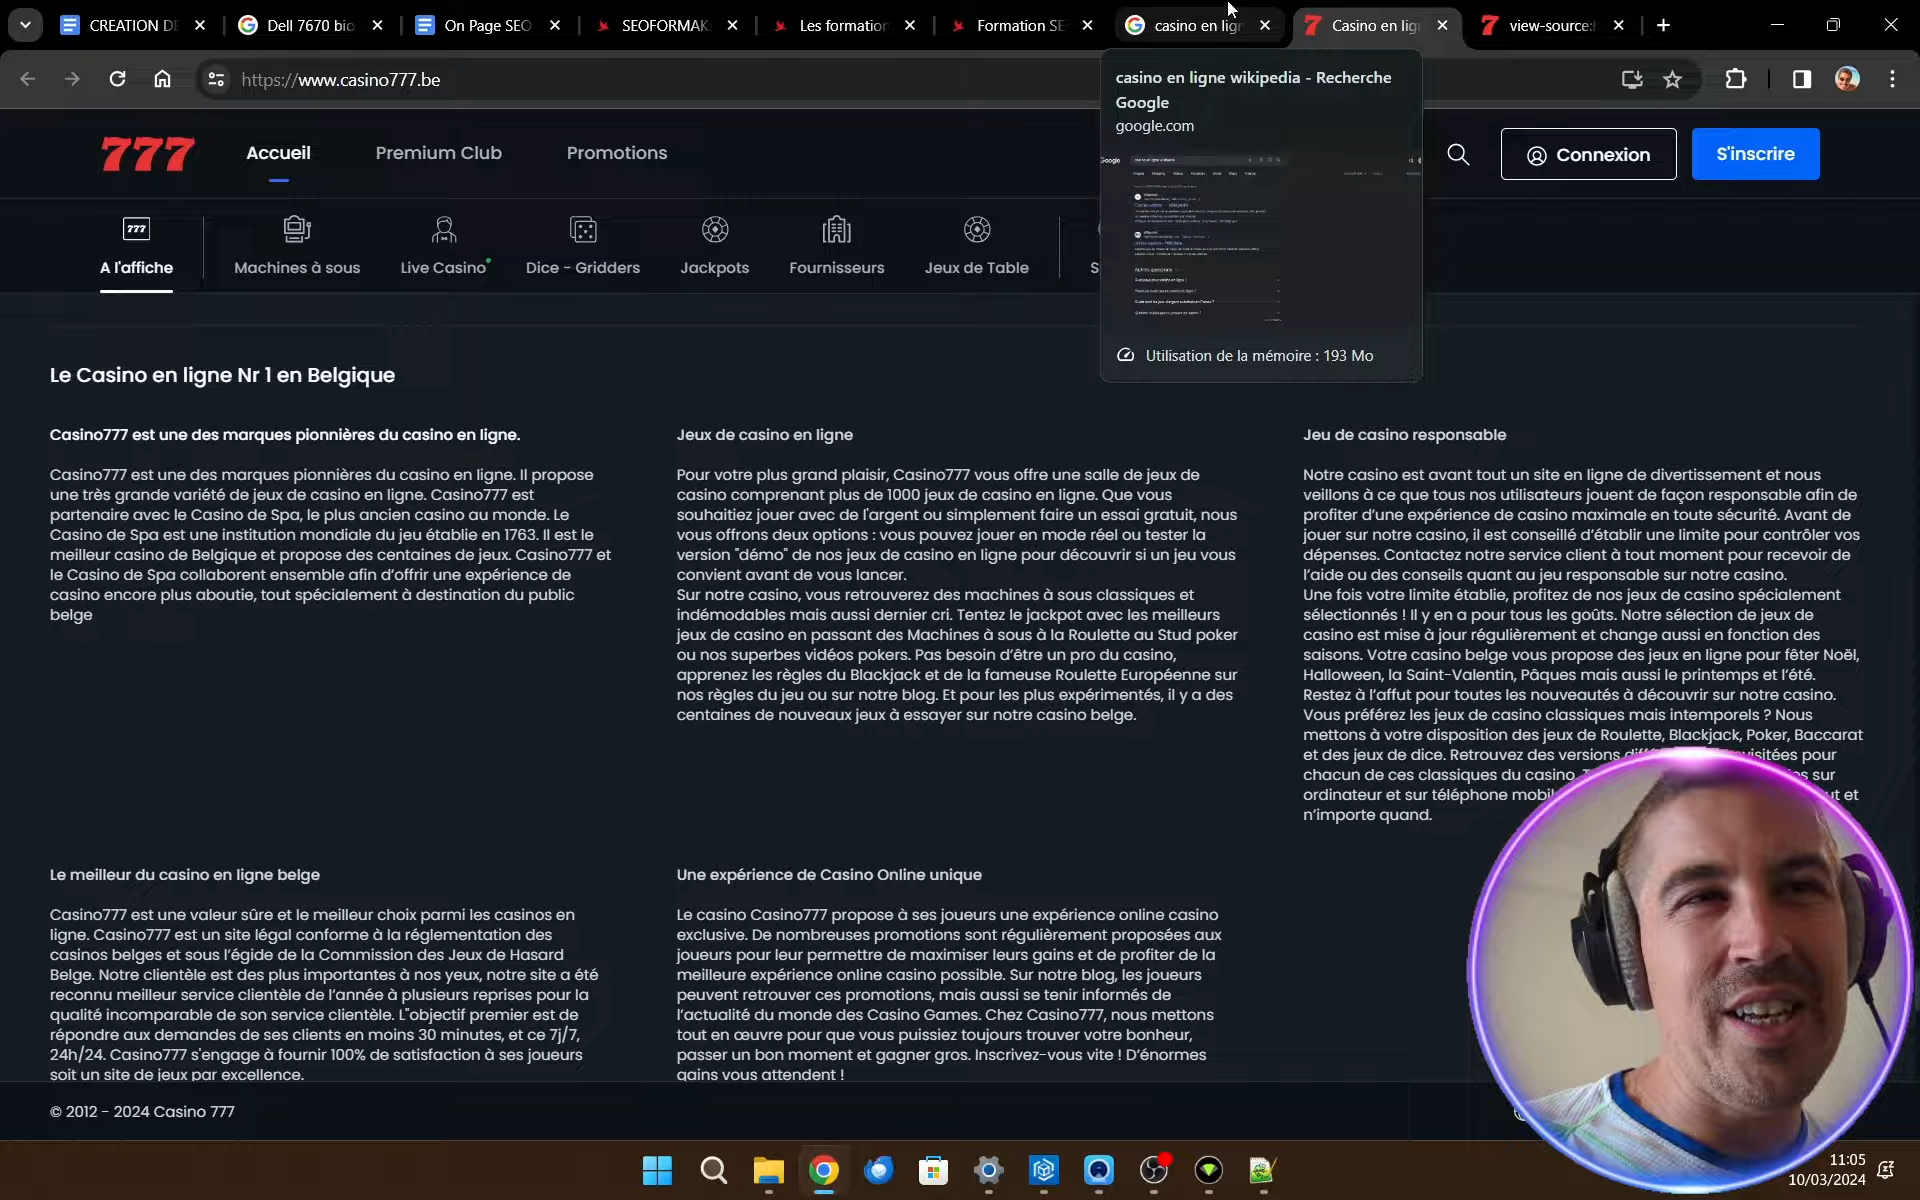 CREATION DE
Dell 7670 bio
On Page SEO
SEOFORMAK
Les formation
Formation SE
casino en lign
Casino en lig
view-source:h
https://www.casino777.be
casino en ligne wikipedia - Recherche
Google
google.com
Utilisation de la mémoire : 193 Mo
777
Accueil
Premium Club
Promotions
Connexion
S'inscrire
777
A l'affiche
Machines à sous
Live Casino
Dice - Gridders
Jackpots
Fournisseurs
Jeux de Table
S
Le Casino en ligne Nr 1 en Belgique
Casino777 est une des marques pionnières du casino en ligne.
Casino777 est une des marques pionnières du casino en ligne. Il propose
une très grande variété de jeux de casino en ligne. Casino777 est
partenaire avec le Casino de Spa, le plus ancien casino au monde. Le
Casino de Spa est une institution mondiale du jeu établie en 1763. Il est le
meilleur casino de Belgique et propose des centaines de jeux. Casino777 et
le Casino de Spa collaborent ensemble afin d'offrir une expérience de
casino encore plus aboutie, tout spécialement à destination du public
belge
Jeux de casino en ligne
Pour votre plus grand plaisir, Casino777 vous offre une salle de jeux de
casino comprenant plus de 1000 jeux de casino en ligne. Que vous
souhaitiez jouer avec de l'argent ou simplement faire un essai gratuit, nous
vous offrons deux options : vous pouvez jouer en mode réel ou tester la
version "démo" de nos jeux de casino en ligne pour découvrir si un jeu vous
convient avant de vous lancer.
Sur notre casino, vous retrouverez des machines à sous classiques et
indémodables mais aussi dernier cri. Tentez le jackpot avec les meilleurs
jeux de casino en passant des Machines à sous à la Roulette au Stud poker
ou nos superbes vidéos pokers. Pas besoin d'être un pro du casino,
apprenez les règles du Blackjack et de la fameuse Roulette Européenne sur
nos règles du jeu ou sur notre blog. Et pour les plus expérimentés, il y a des
centaines de nouveaux jeux à essayer sur notre casino belge.
Jeu de casino responsable
Notre casino est avant tout un site en ligne de divertissement et nous
veillons à ce que tous nos utilisateurs jouent de façon responsable afin de
profiter d'une expérience de casino maximale en toute sécurité. Avant de
jouer sur notre casino, il est conseillé d'établir une limite pour contrôler vos
dépenses. Contactez notre service client à tout moment pour recevoir de
l'aide ou des conseils quant au jeu responsable sur notre casino.
Une fois votre limite établie, profitez de nos jeux de casino spécialement
sélectionnés ! Il y en a pour tous les goûts. Notre sélection de jeux de
casino est mise à jour régulièrement et change aussi en fonction des
saisons. Votre casino belge vous propose des jeux en ligne pour fêter Noël,
Halloween, la Saint-Valentin, Pâques mais aussi le printemps et l'été.
Restez à l'affut pour toutes les nouveautés à découvrir sur notre casino.
Vous préférez les jeux de casino classiques mais intemporels ? Nous
mettons à votre disposition des jeux de Roulette, Blackjack, Poker, Baccarat
et des jeux de dice. Retrouvez des versions pour
chacun de ces classiques du casino. sur
ordinateur et sur téléphone et
n'importe quand.
Le meilleur du casino en ligne belge
Casino777 est une valeur sûre et le meilleur choix parmi les casinos en
ligne. Casino777 est un site légal conforme à la réglementation des
casinos belges et sous l'égide de la Commission des Jeux de Hasard
Belge. Notre clientèle est des plus importantes à nos yeux, notre site a été
reconnu meilleur service clientèle de l'année à plusieurs reprises pour la
qualité incomparable de son service clientèle. L"objectif premier est de
répondre aux demandes de ses clients en moins 30 minutes, et ce 7j/7,
24h/24. Casino777 s'engage à fournir 100% de satisfaction à ses joueurs
soit un site de jeux par excellence.
Une expérience de Casino Online unique
Le casino Casino777 propose à ses joueurs une expérience online casino
exclusive. De nombreuses promotions sont régulièrement proposées aux
joueurs pour leur permettre de maximiser leurs gains et de profiter de la
meilleure expérience online casino possible. Sur notre blog, les joueurs
peuvent retrouver ces promotions, mais aussi se tenir informés de
l'actualité du monde des Casino Games. Chez Casino777, nous mettons
tout en œuvre pour que vous puissiez toujours trouver votre bonheur,
passer un bon moment et gagner gros. Inscrivez-vous vite ! D'énormes
gains vous attendent !
© 2012 - 2024 Casino 777
11:05
10/03/2024